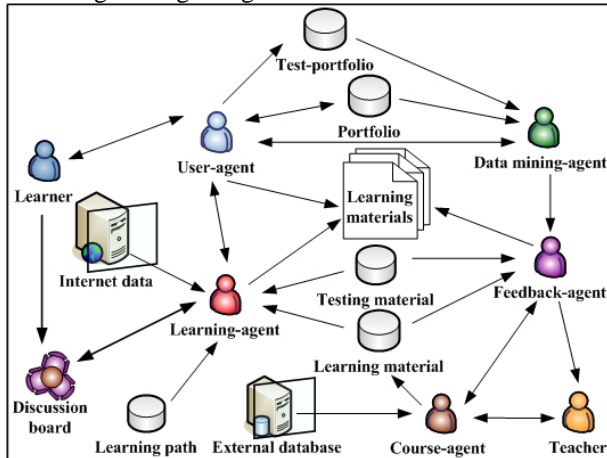 Test-portfolio
Portfolio
User-agent
Data mining-agent
Learner
Learning
materials
Internet data
Testing material
Feedback-agent
Learning-agent
Learning material
Discussion
board
Learning path
External database
Course-agent
Teacher